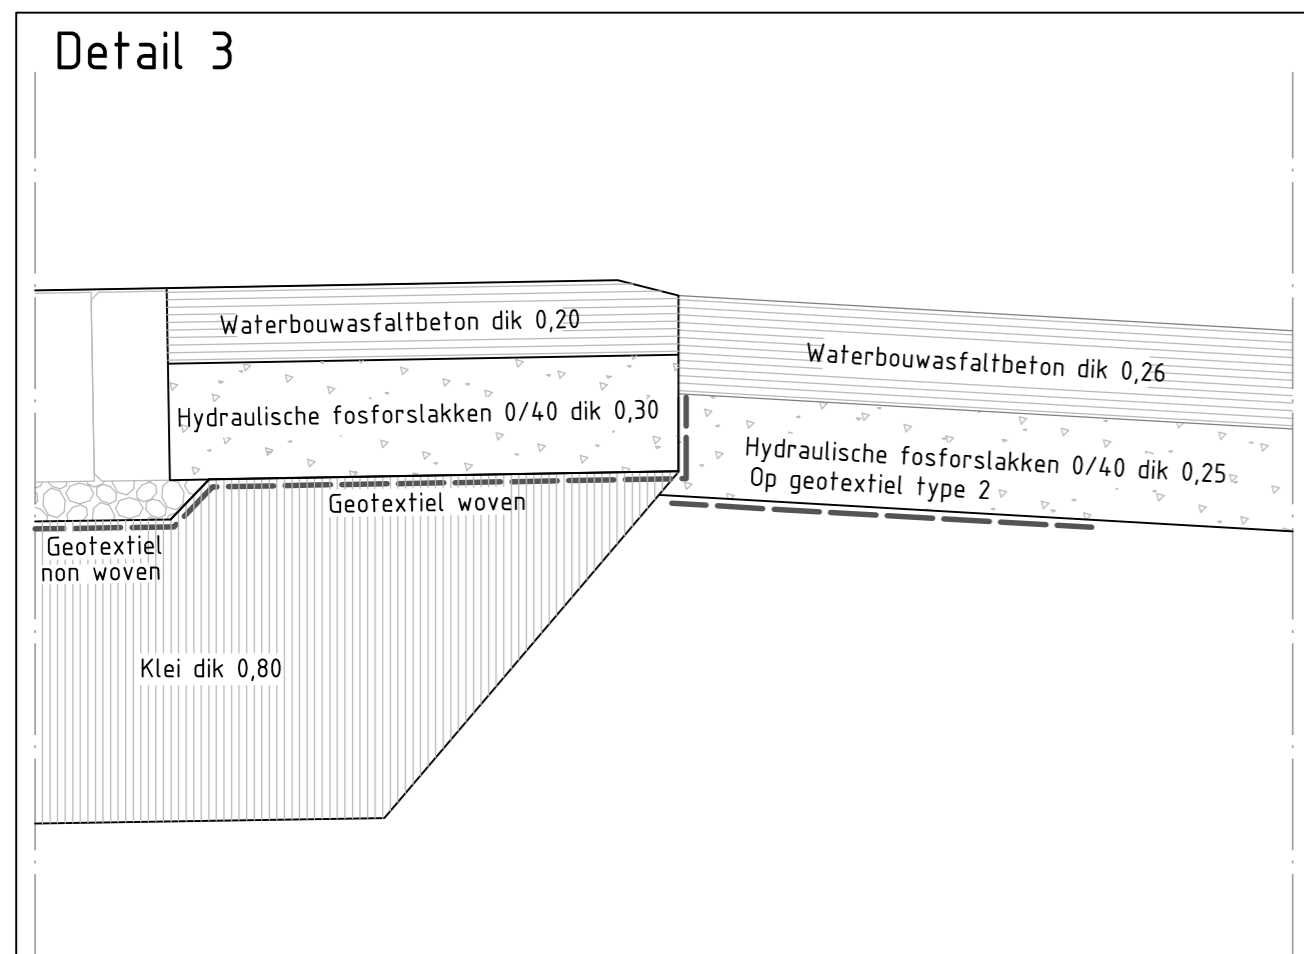 Detail 3
Waterbouwasfaltbeton dik 0,20
Waterbouwasfaltbeton dik 0,26
Hydraulische fosforslakken 0/40 dik 0,30
Hydraulische fosforslakken 0/40 dik 0,25
Op geotextiel type 2
Geotextiel woven
Geotextiel
non woven
Klei dik 0,80